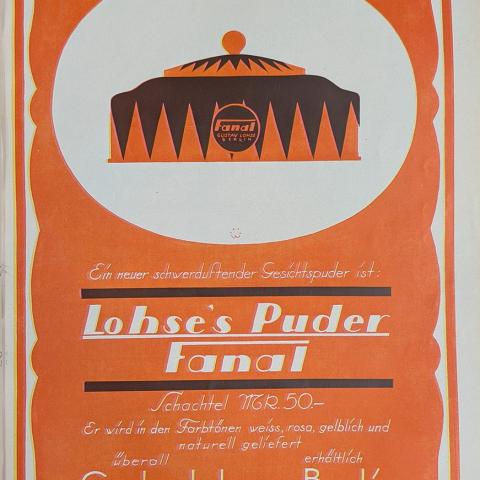 Fanal
GUSTAV LOHSE
BERLIN
Ein neuer schwerduftender Gesichtspuder ist:
Lohse's Puder
Fanal
Schachtel Mk. 50.–
Er wird in den Farbtönen weiss, rosa, gelblich und
naturell geliefert
überall erhältlich